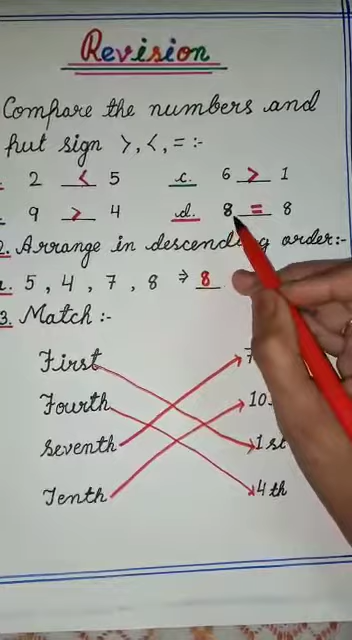 Revision
Compare the numbers and
put sign >, <, = :-
2 < 5 c. 6 > 1
9 > 4 d. 8 = 8
2. Arrange in descending order:-
5 , 4 , 7 , 8 ⇒ 8
3. Match :-
First 7
Fourth 10
Seventh 1st
Tenth 4th